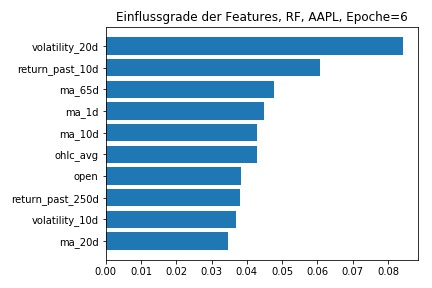 Einflussgrade der Features, RF, AAPL, Epoche=6
volatility_20d
return_past_10d
ma_65d
ma_1d
ma_10d
ohlc_avg
open
return_past_250d
volatility_10d
ma_20d
0.00 0.01 0.02 0.03 0.04 0.05 0.06 0.07 0.08